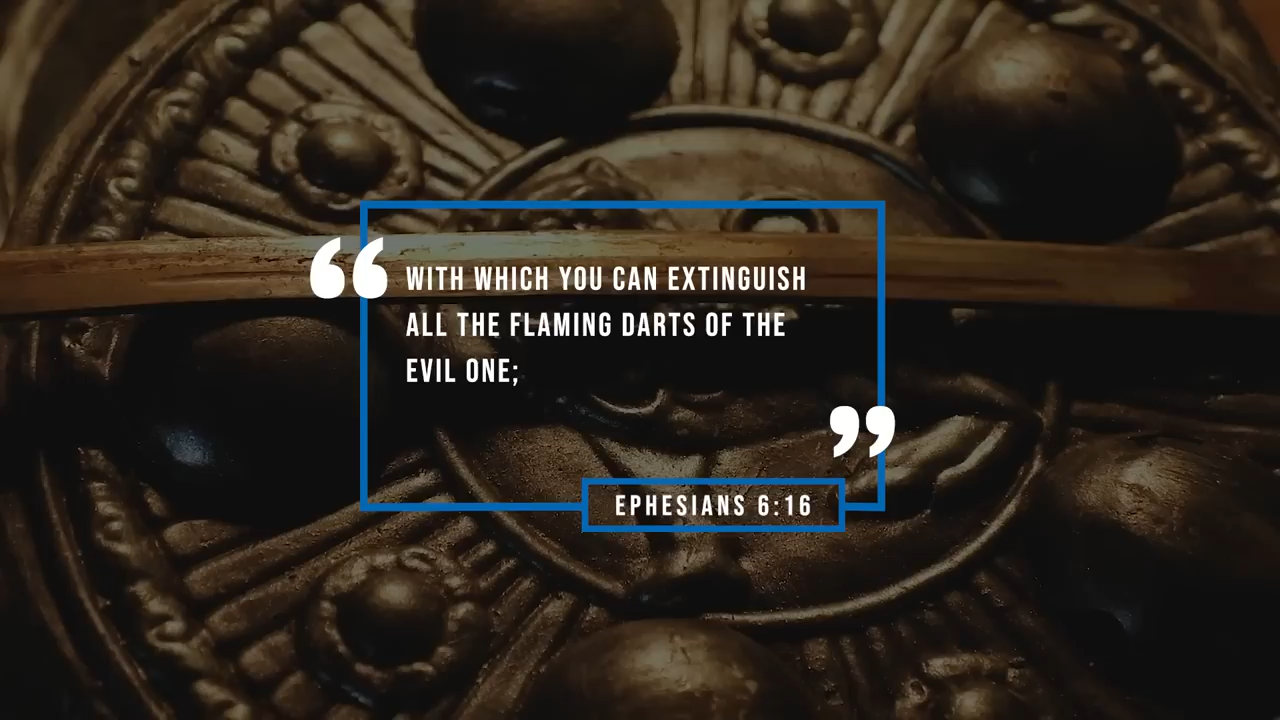 “WITH WHICH YOU CAN EXTINGUISH
ALL THE FLAMING DARTS OF THE
EVIL ONE;”
EPHESIANS 6:16